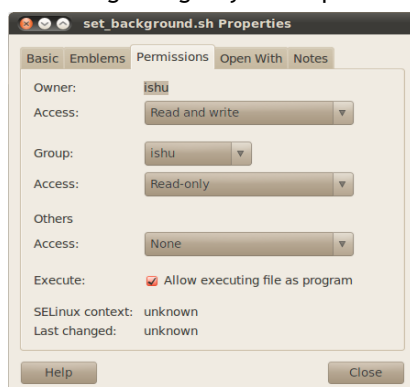 set_background.sh Properties
Basic Emblems Permissions Open With Notes
Owner: ishu
Access: Read and write
Group: ishu
Access: Read-only
Others
Access: None
Execute: Allow executing file as program
SELinux context: unknown
Last changed: unknown
Help Close